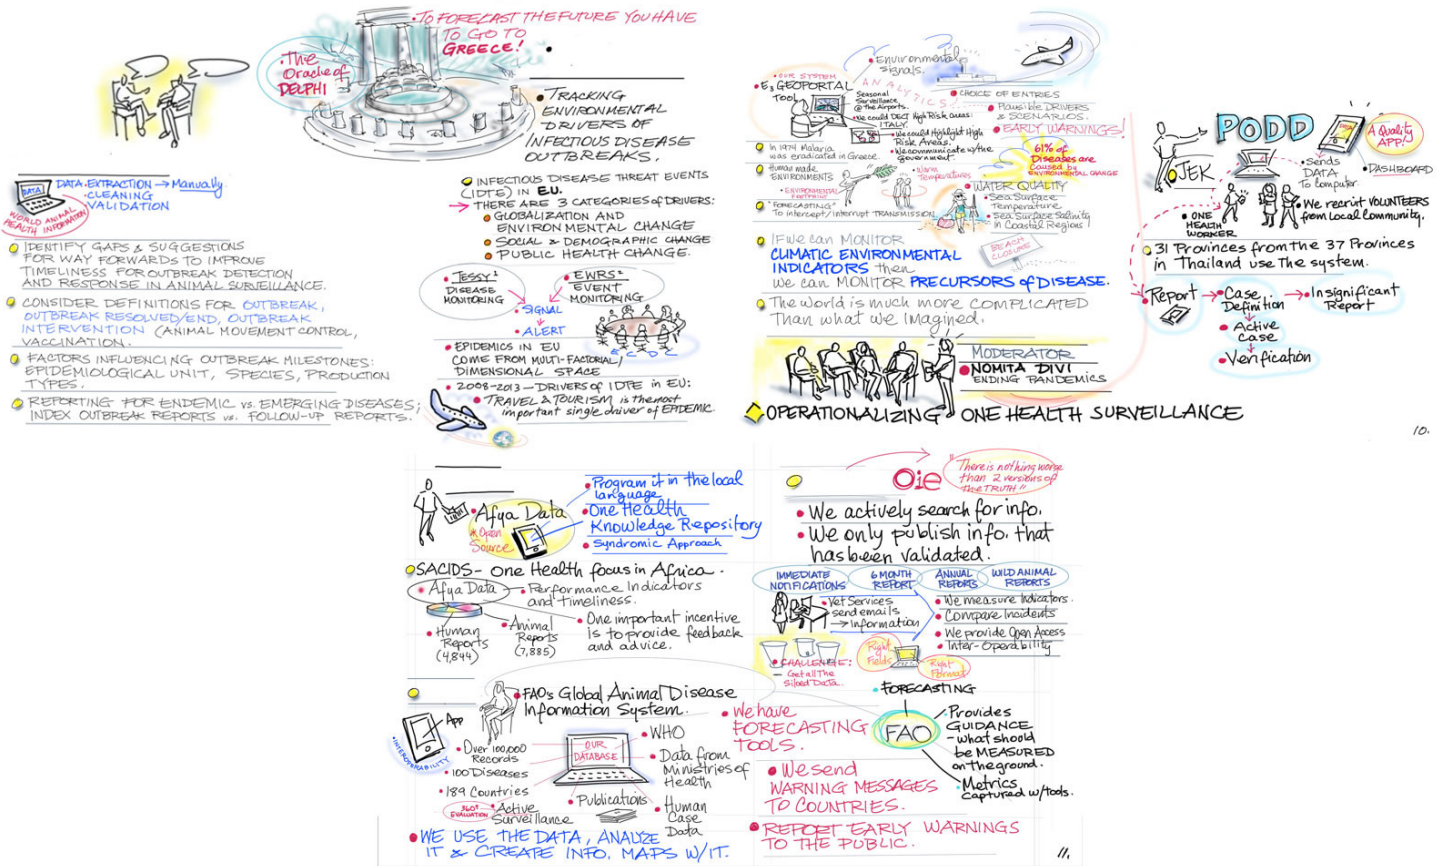 TO FORECAST THE FUTURE YOU HAVE
TO GO TO
GREECE!
The
Oracle of
DELPHI
TRACKING
ENVIRONMENTAL
DRIVERS OF
INFECTIOUS DISEASE
OUTBREAKS.
DATA
WORLD ANIMAL
HEALTH INFORMATION
DATA • EXTRACTION → Manually
• CLEANING
VALIDATION
IDENTIFY GAPS & SUGGESTIONS
FOR WAY FORWARDS TO IMPROVE
TIMELINESS FOR OUTBREAK DETECTION
AND RESPONSE IN ANIMAL SURVEILLANCE.
CONSIDER DEFINITIONS FOR OUTBREAK,
OUTBREAK RESOLVED/END, OUTBREAK
INTERVENTION (ANIMAL MOVEMENT CONTROL,
VACCINATION.
FACTORS INFLUENCING OUTBREAK MILESTONES:
EPIDEMIOLOGICAL UNIT, SPECIES, PRODUCTION
TYPES.
REPORTING FOR ENDEMIC vs. EMERGING DISEASES;
INDEX OUTBREAK REPORTS vs. FOLLOW-UP REPORTS.
INFECTIOUS DISEASE THREAT EVENTS
(IDTE) IN EU.
→ THERE ARE 3 CATEGORIES of DRIVERS:
GLOBALIZATION AND
ENVIRONMENTAL CHANGE
SOCIAL & DEMOGRAPHIC CHANGE
PUBLIC HEALTH CHANGE.
JESSY¹
DISEASE
MONITORING
EWRS²
EVENT
MONITORING
SIGNAL
ALERT
E C D C
EPIDEMICS IN EU
COME FROM MULTI-FACTORIAL/
DIMENSIONAL SPACE
2008-2013 — DRIVERS of IDTE in EU:
TRAVEL & TOURISM is the most
important single driver of EPIDEMIC.
Environmental
signals.
OUR SYSTEM
E3 GEOPORTAL
TOOL
ANALYTICS
Seasonal
Surveillance
@ the Airports.
We could DECT High Risk areas:
ITALY.
We could Highlight High
Risk Areas.
We communicate w/the
government.
CHOICE OF ENTRIES
Plausible DRIVERS
& SCENARIOS.
EARLY WARNINGS!
In 1974 Malaria
was eradicated in Greece.
Human made
ENVIRONMENTS
ENVIRONMENTAL
FOOTPRINT
"FORECASTING"
To intercept/interrupt TRANSMISSION
Warm
Temperatures
61% of
Diseases are
Caused by
ENVIRONMENTAL CHANGE
WATER QUALITY
Sea Surface
Temperature
Sea Surface Salinity
in Coastal Regions
BEACH
CLOSURE
IF we can MONITOR
CLIMATIC ENVIRONMENTAL
INDICATORS then
we can MONITOR PRECURSORS of DISEASE.
The World is much more COMPLICATED
Than what we Imagined.
MODERATOR
NOMITA DIVI
ENDING PANDEMICS
OPERATIONALIZING ONE HEALTH SURVEILLANCE
JEK
PODD
A Quality
APP!
DASHBOARD
Sends
DATA
To Computer.
ONE
HEALTH
WORKER
We recruit VOLUNTEERS
from Local Community.
31 Provinces from the 37 Provinces
in Thailand use The system.
Report → Case
Definition
→ Insignificant
Report
Active
Case
Verification
10.
Afya Data
Open
Source
Program it in the local
language
One Health
Knowledge Repository
Syndromic Approach
SACIDS — One Health focus in Africa.
Afya Data
Performance Indicators
and timeliness.
Human
Reports
(4,844)
Animal
Reports
(7,885)
One important incentive
is to provide feedback
and advice.
FAO's Global Animal Disease
Information System.
App
INTEROPERABILITY
Over 100,000
Records
100 Diseases
189 Countries
360°
EVALUATION
Active
Surveillance
OUR
DATABASE
WHO
Data from
Ministries of
Health
Publications
Human
Case
Data
WE USE THE DATA, ANALYZE
IT & CREATE INFO. MAPS W/IT.
Oie
"There is nothing worse
than 2 versions of
the TRUTH"
We actively search for info.
We only publish info. that
has been validated.
IMMEDIATE
NOTIFICATIONS
6 MONTH
REPORT
ANNUAL
REPORTS
WILD ANIMAL
REPORTS
Vet Services
send emails
→ Information
We measure Indicators.
Compare Incidents
We provide Open Access
Inter-Operability
CHALLENGE:
— Get all The
Siloed Data.
Right
Fields
Right
Format
We have
FORECASTING
TOOLS.
We send
WARNING MESSAGES
TO COUNTRIES.
REPORT EARLY WARNINGS
TO THE PUBLIC.
FORECASTING
FAO
Provides
GUIDANCE
– what should
be MEASURED
on the ground.
Metrics
Captured w/tools.
11.